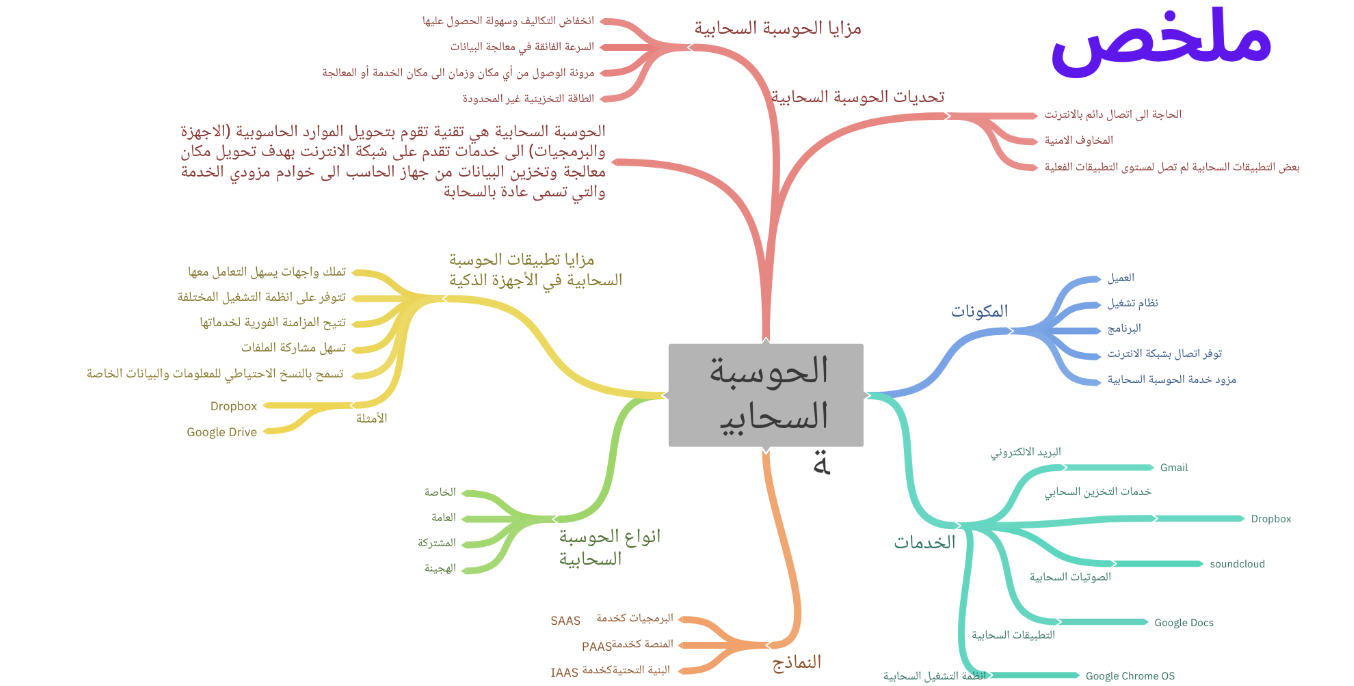 ملخص
مزايا الحوسبة السحابية
انخفاض التكاليف وسهولة الحصول عليها
السرعة الفائقة في معالجة البيانات
مرونة الوصول من أي مكان وزمان الى مكان الخدمة أو المعالجة
الطاقة التخزينية غير المحدودة
تحديات الحوسبة السحابية
الحاجة الى اتصال دائم بالانترنت
المخاوف الامنية
بعض التطبيقات السحابية لم تصل لمستوى التطبيقات الفعلية
الحوسبة السحابية هي تقنية تقوم بتحويل الموارد الحاسوبية (الاجهزة
والبرمجيات) الى خدمات تقدم على شبكة الانترنت بهدف تحويل مكان
معالجة وتخزين البيانات من جهاز الحاسب الى خوادم مزودي الخدمة
والتي تسمى عادة بالسحابة
الحوسبة
السحابي
ة
المكونات
العميل
نظام تشغيل
البرنامج
توفر اتصال بشبكة الانترنت
مزود خدمة الحوسبة السحابية
الخدمات
البريد الالكتروني
Gmail
خدمات التخزين السحابي
Dropbox
الصوتيات السحابية
soundcloud
التطبيقات السحابية
Google Docs
انظمة التشغيل السحابية
Google Chrome OS
مزايا تطبيقات الحوسبة
السحابية في الأجهزة الذكية
تملك واجهات يسهل التعامل معها
تتوفر على انظمة التشغيل المختلفة
تتيح المزامنة الفورية لخدماتها
تسهل مشاركة الملفات
تسمح بالنسخ الاحتياطي للمعلومات والبيانات الخاصة
الأمثلة
Dropbox
Google Drive
انواع الحوسبة
السحابية
الخاصة
العامة
المشتركة
الهجينة
النماذج
البرمجيات كخدمة SAAS
المنصة كخدمةPAAS
البنية التحتيةكخدمة IAAS